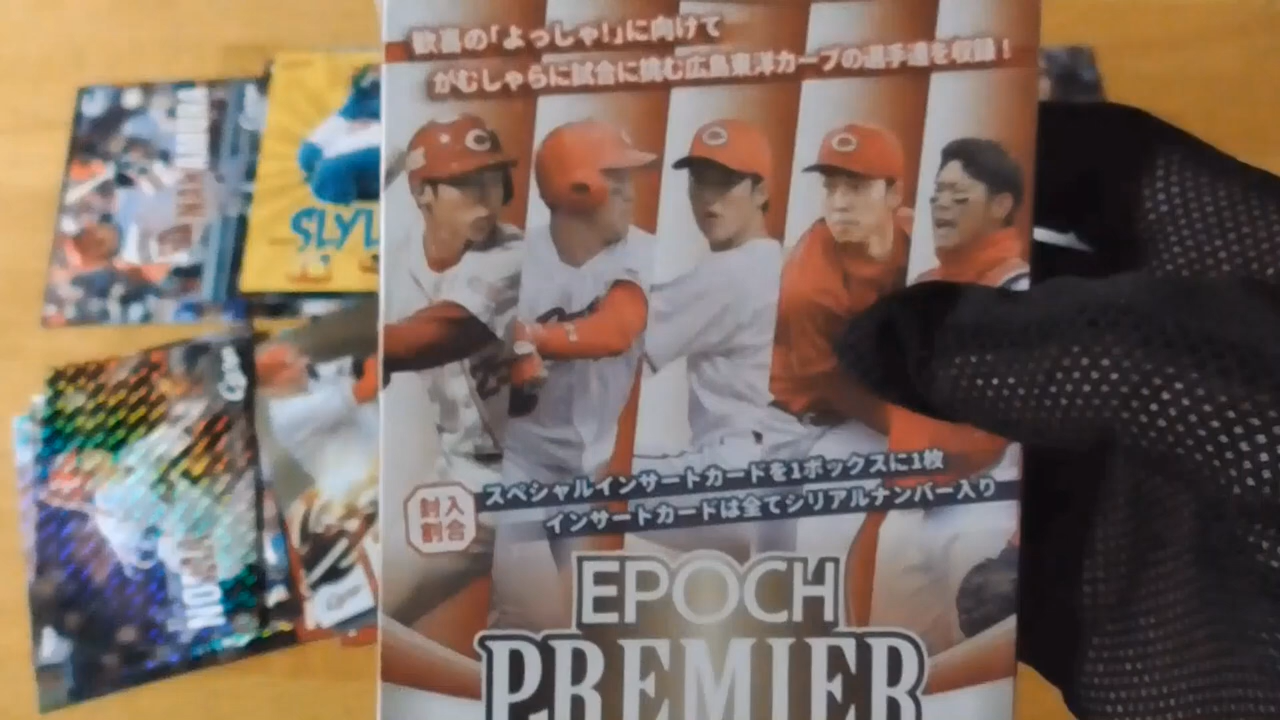 歓喜の「よっしゃ!」に向けて
がむしゃらに試合に挑む広島東洋カープの選手達を収録!
SLYL
封入
割合
スペシャルインサートカードを1ボックスに1枚
インサートカードは全てシリアルナンバー入り
EPOCH
PREMIER